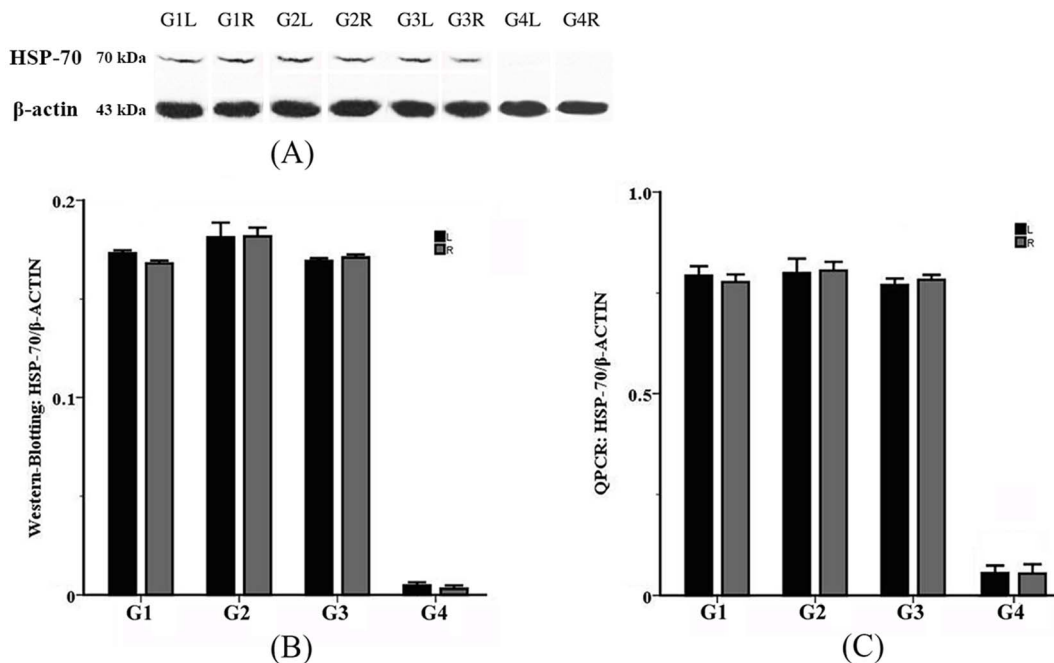 G1L G1R G2L G2R G3L G3R G4L G4R
HSP-70 70 kDa
β-actin 43 kDa
(A)
Western-Blotting: HSP-70/β-ACTIN
0.2
0.1
0
L
R
G1 G2 G3 G4
(B)
QPCR: HSP-70/β-ACTIN
1.0
0.5
0
L
R
G1 G2 G3 G4
(C)